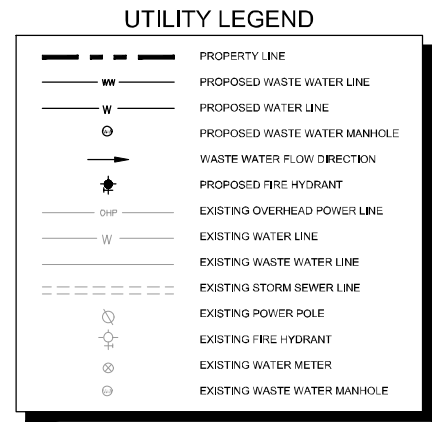 UTILITY LEGEND
PROPERTY LINE
WW PROPOSED WASTE WATER LINE
W PROPOSED WATER LINE
PROPOSED WASTE WATER MANHOLE
WASTE WATER FLOW DIRECTION
PROPOSED FIRE HYDRANT
OHP EXISTING OVERHEAD POWER LINE
W EXISTING WATER LINE
EXISTING WASTE WATER LINE
EXISTING STORM SEWER LINE
EXISTING POWER POLE
EXISTING FIRE HYDRANT
EXISTING WATER METER
EXISTING WASTE WATER MANHOLE